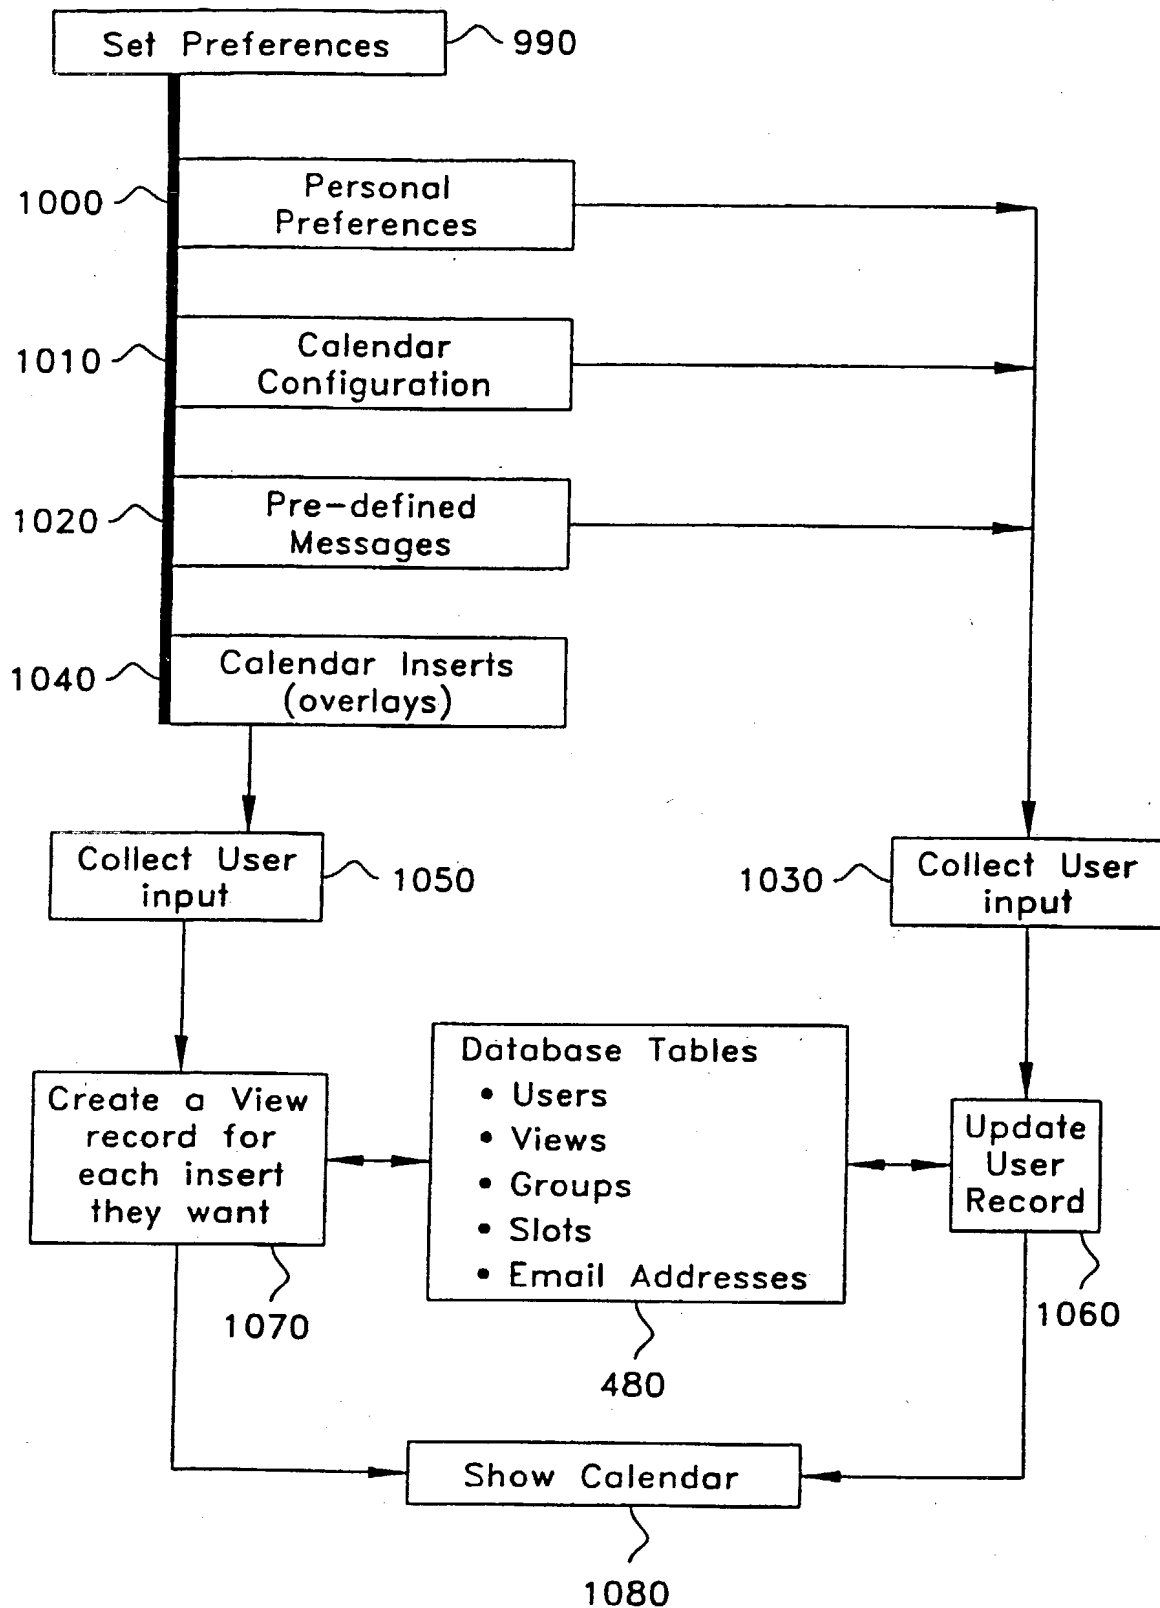 Set Preferences
990
1000
Personal
Preferences
1010
Calendar
Configuration
1020
Pre-defined
Messages
1040
Calendar Inserts
(overlays)
Collect User
input
1050
1030
Collect User
input
Create a View
record for
each insert
they want
1070
Database Tables
• Users
• Views
• Groups
• Slots
• Email Addresses
480
Update
User
Record
1060
Show Calendar
1080